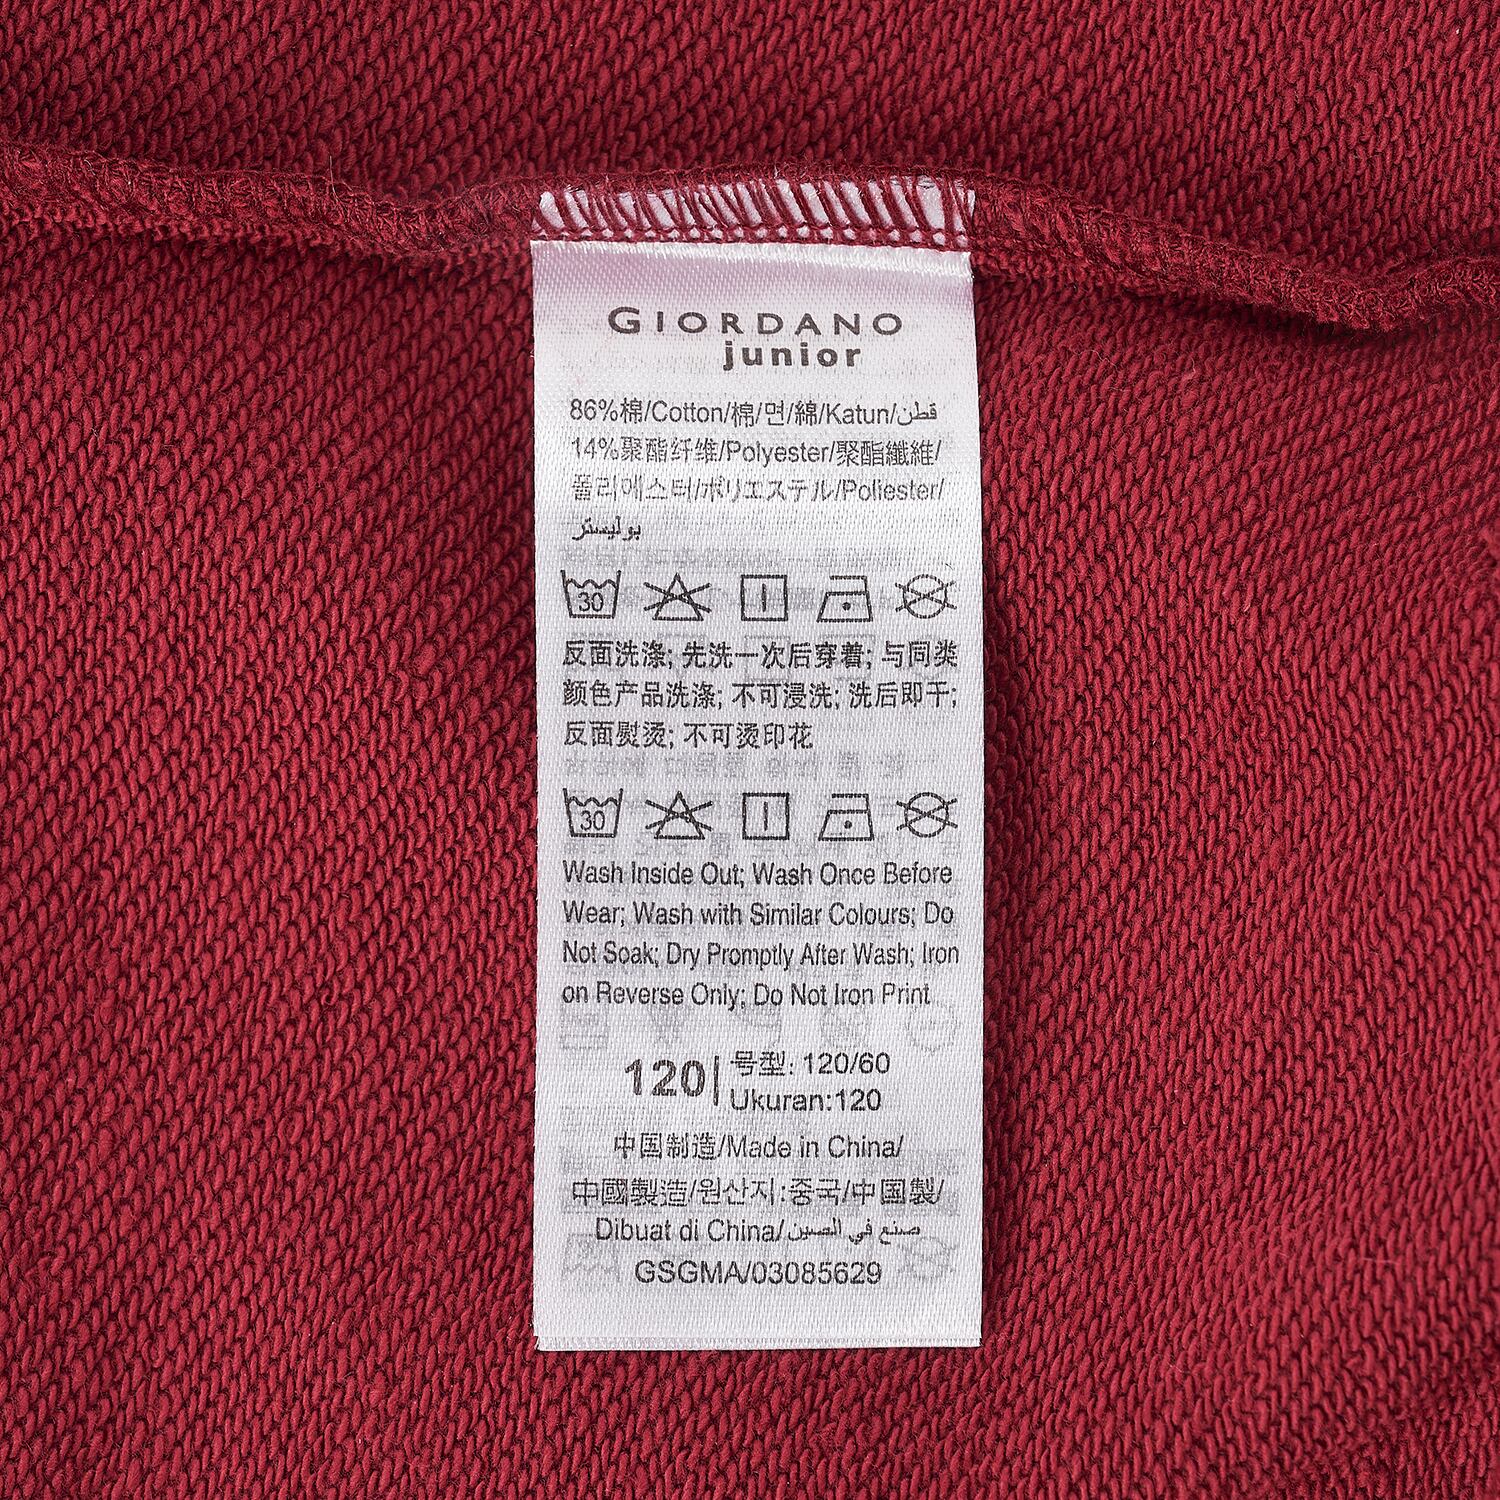 GIORDANO
junior
86%棉/Cotton/棉/면/綿/Katun/قطن
14%聚酯纤维/Polyester/聚酯纖維/
폴리에스터/ポリエステル/Poliester/
بوليستر
30
反面洗涤; 先洗一次后穿着; 与同类
颜色产品洗涤; 不可浸洗; 洗后即干;
反面熨烫; 不可烫印花
30
Wash Inside Out; Wash Once Before
Wear; Wash with Similar Colours; Do
Not Soak; Dry Promptly After Wash; Iron
on Reverse Only; Do Not Iron Print
120| 号型: 120/60
Ukuran:120
中国制造/Made in China/
中國製造/원산지:중국/中国製/
Dibuat di China/صنع في الصين
GSGMA/03085629